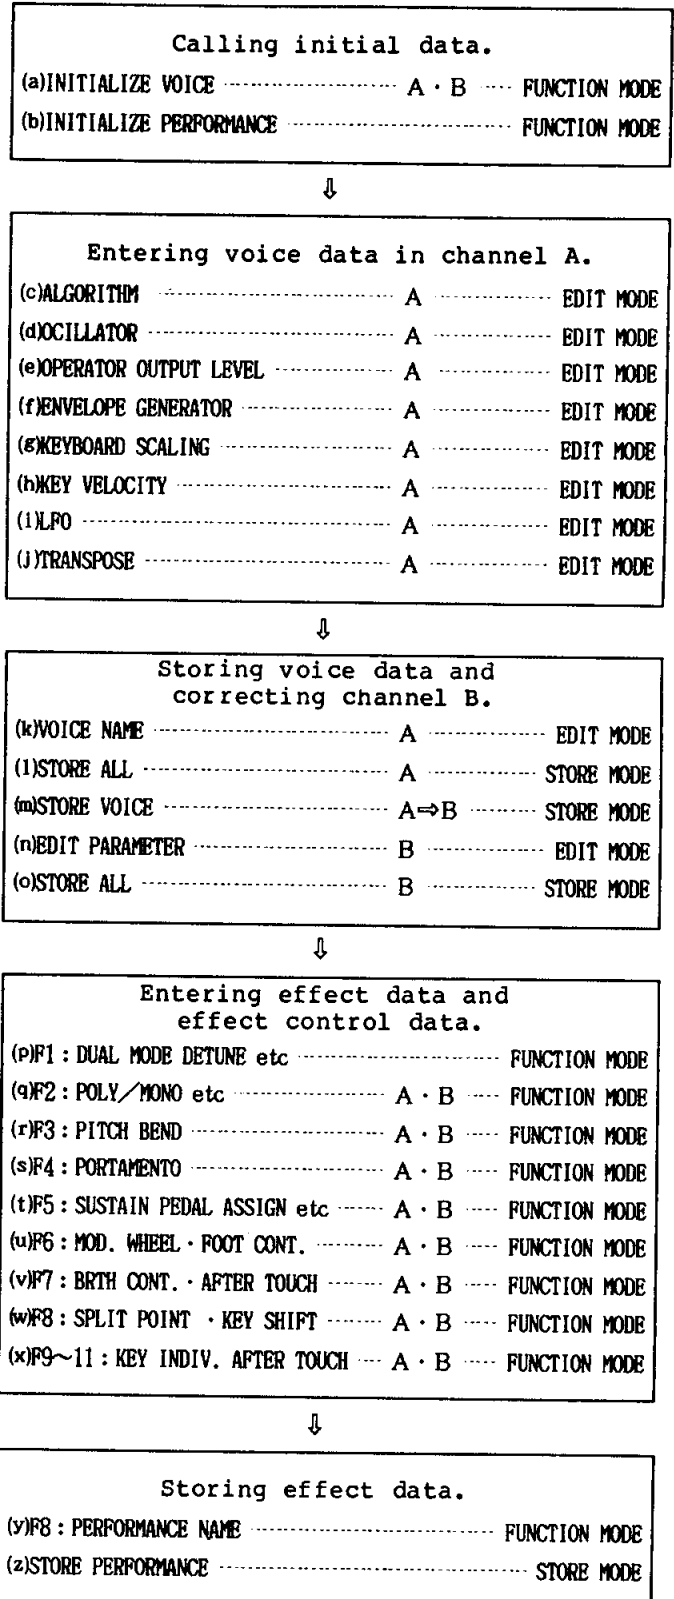 Calling initial data.
(a)INITIALIZE VOICE ················ A · B ···· FUNCTION MODE
(b)INITIALIZE PERFORMANCE ················ FUNCTION MODE
⇩
Entering voice data in channel A.
(c)ALGORITHM ················ A ············ EDIT MODE
(d)OCILLATOR ················ A ············ EDIT MODE
(e)OPERATOR OUTPUT LEVEL ············ A ············ EDIT MODE
(f)ENVELOPE GENERATOR ············ A ············ EDIT MODE
(g)KEYBOARD SCALING ············ A ············ EDIT MODE
(h)KEY VELOCITY ················ A ············ EDIT MODE
(i)LFO ················ A ············ EDIT MODE
(j)TRANSPOSE ················ A ············ EDIT MODE
⇩
Storing voice data and
correcting channel B.
(k)VOICE NAME ················ A ············ EDIT MODE
(l)STORE ALL ················ A ············ STORE MODE
(m)STORE VOICE ················ A⇨B ········ STORE MODE
(n)EDIT PARAMETER ················ B ············ EDIT MODE
(o)STORE ALL ················ B ············ STORE MODE
⇩
Entering effect data and
effect control data.
(p)F1 : DUAL MODE DETUNE etc ················ FUNCTION MODE
(q)F2 : POLY／MONO etc ············ A · B ···· FUNCTION MODE
(r)F3 : PITCH BEND ················ A · B ···· FUNCTION MODE
(s)F4 : PORTAMENTO ················ A · B ···· FUNCTION MODE
(t)F5 : SUSTAIN PEDAL ASSIGN etc ······ A · B ···· FUNCTION MODE
(u)F6 : MOD. WHEEL · FOOT CONT. ········ A · B ···· FUNCTION MODE
(v)F7 : BRTH CONT. · AFTER TOUCH ······ A · B ···· FUNCTION MODE
(w)F8 : SPLIT POINT · KEY SHIFT ······ A · B ···· FUNCTION MODE
(x)F9～11 : KEY INDIV. AFTER TOUCH ···· A · B ···· FUNCTION MODE
⇩
Storing effect data.
(y)F8 : PERFORMANCE NAME ················ FUNCTION MODE
(z)STORE PERFORMANCE ················ STORE MODE